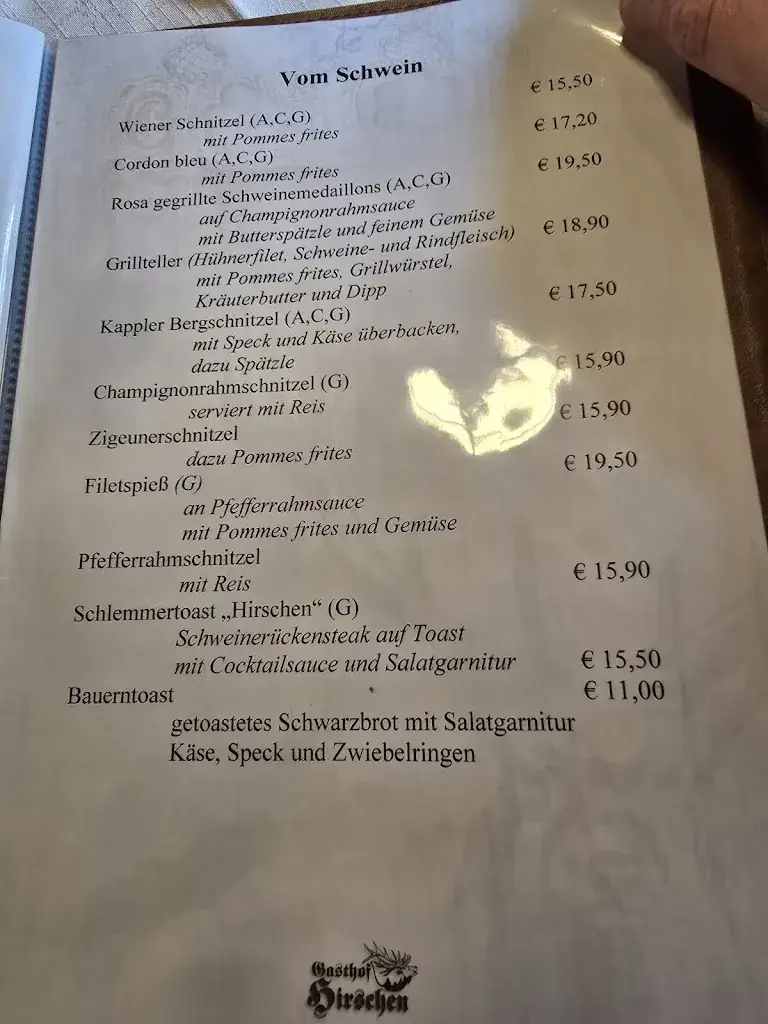 Vom Schwein
Wiener Schnitzel (A,C,G) € 15,50
mit Pommes frites
Cordon bleu (A,C,G) € 17,20
mit Pommes frites
Rosa gegrillte Schweinemedaillons (A,C,G) € 19,50
auf Champignonrahmsauce
mit Butterspätzle und feinem Gemüse
Grillteller (Hühnerfilet, Schweine- und Rindfleisch) € 18,90
mit Pommes frites, Grillwürstel,
Kräuterbutter und Dipp
Kappler Bergschnitzel (A,C,G) € 17,50
mit Speck und Käse überbacken,
dazu Spätzle
Champignonrahmschnitzel (G) € 15,90
serviert mit Reis
Zigeunerschnitzel € 15,90
dazu Pommes frites
Filetspieß (G) € 19,50
an Pfefferrahmsauce
mit Pommes frites und Gemüse
Pfefferrahmschnitzel € 15,90
mit Reis
Schlemmertoast „Hirschen“ (G)
Schweinerückensteak auf Toast
mit Cocktailsauce und Salatgarnitur € 15,50
Bauerntoast € 11,00
getoastetes Schwarzbrot mit Salatgarnitur
Käse, Speck und Zwiebelringen
Gasthof
Hirschen